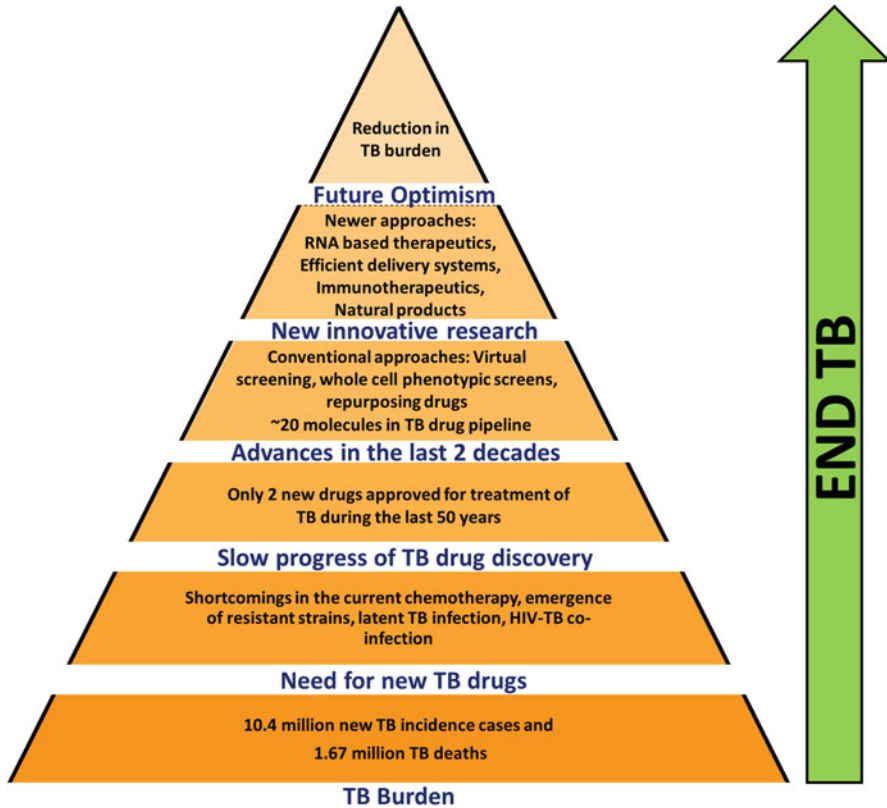 Reduction in
TB burden
Future Optimism
Newer approaches:
RNA based therapeutics,
Efficient delivery systems,
Immunotherapeutics,
Natural products
New innovative research
Conventional approaches: Virtual
screening, whole cell phenotypic screens,
repurposing drugs
~20 molecules in TB drug pipeline
Advances in the last 2 decades
Only 2 new drugs approved for treatment of
TB during the last 50 years
Slow progress of TB drug discovery
Shortcomings in the current chemotherapy, emergence
of resistant strains, latent TB infection, HIV-TB co-
infection
Need for new TB drugs
10.4 million new TB incidence cases and
1.67 million TB deaths
TB Burden
END TB